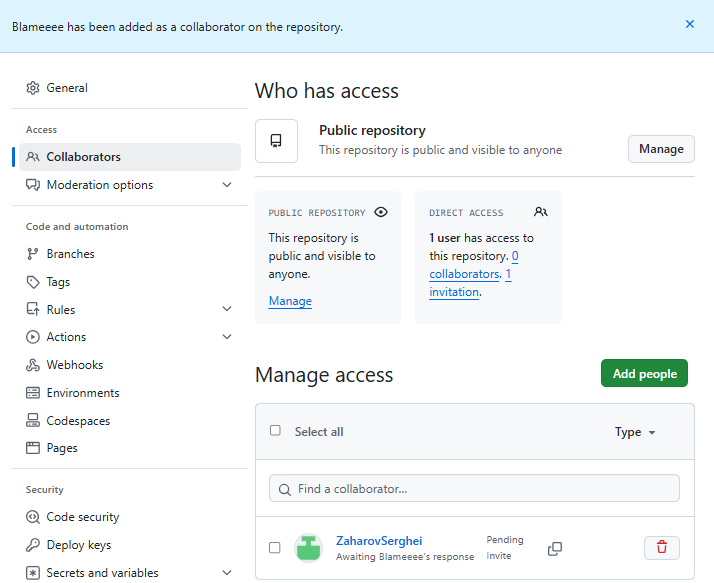 Blameeee has been added as a collaborator on the repository.
General
Access
Collaborators
Moderation options
Code and automation
Branches
Tags
Rules
Actions
Webhooks
Environments
Codespaces
Pages
Security
Code security
Deploy keys
Secrets and variables
Who has access
Public repository
This repository is public and visible to anyone
Manage
PUBLIC REPOSITORY
This repository is
public and visible to
anyone.
Manage
DIRECT ACCESS
1 user has access to
this repository. 0
collaborators. 1
invitation.
Manage access
Add people
Select all
Type
Find a collaborator...
ZaharovSerghei
Awaiting Blameeee's response
Pending
Invite